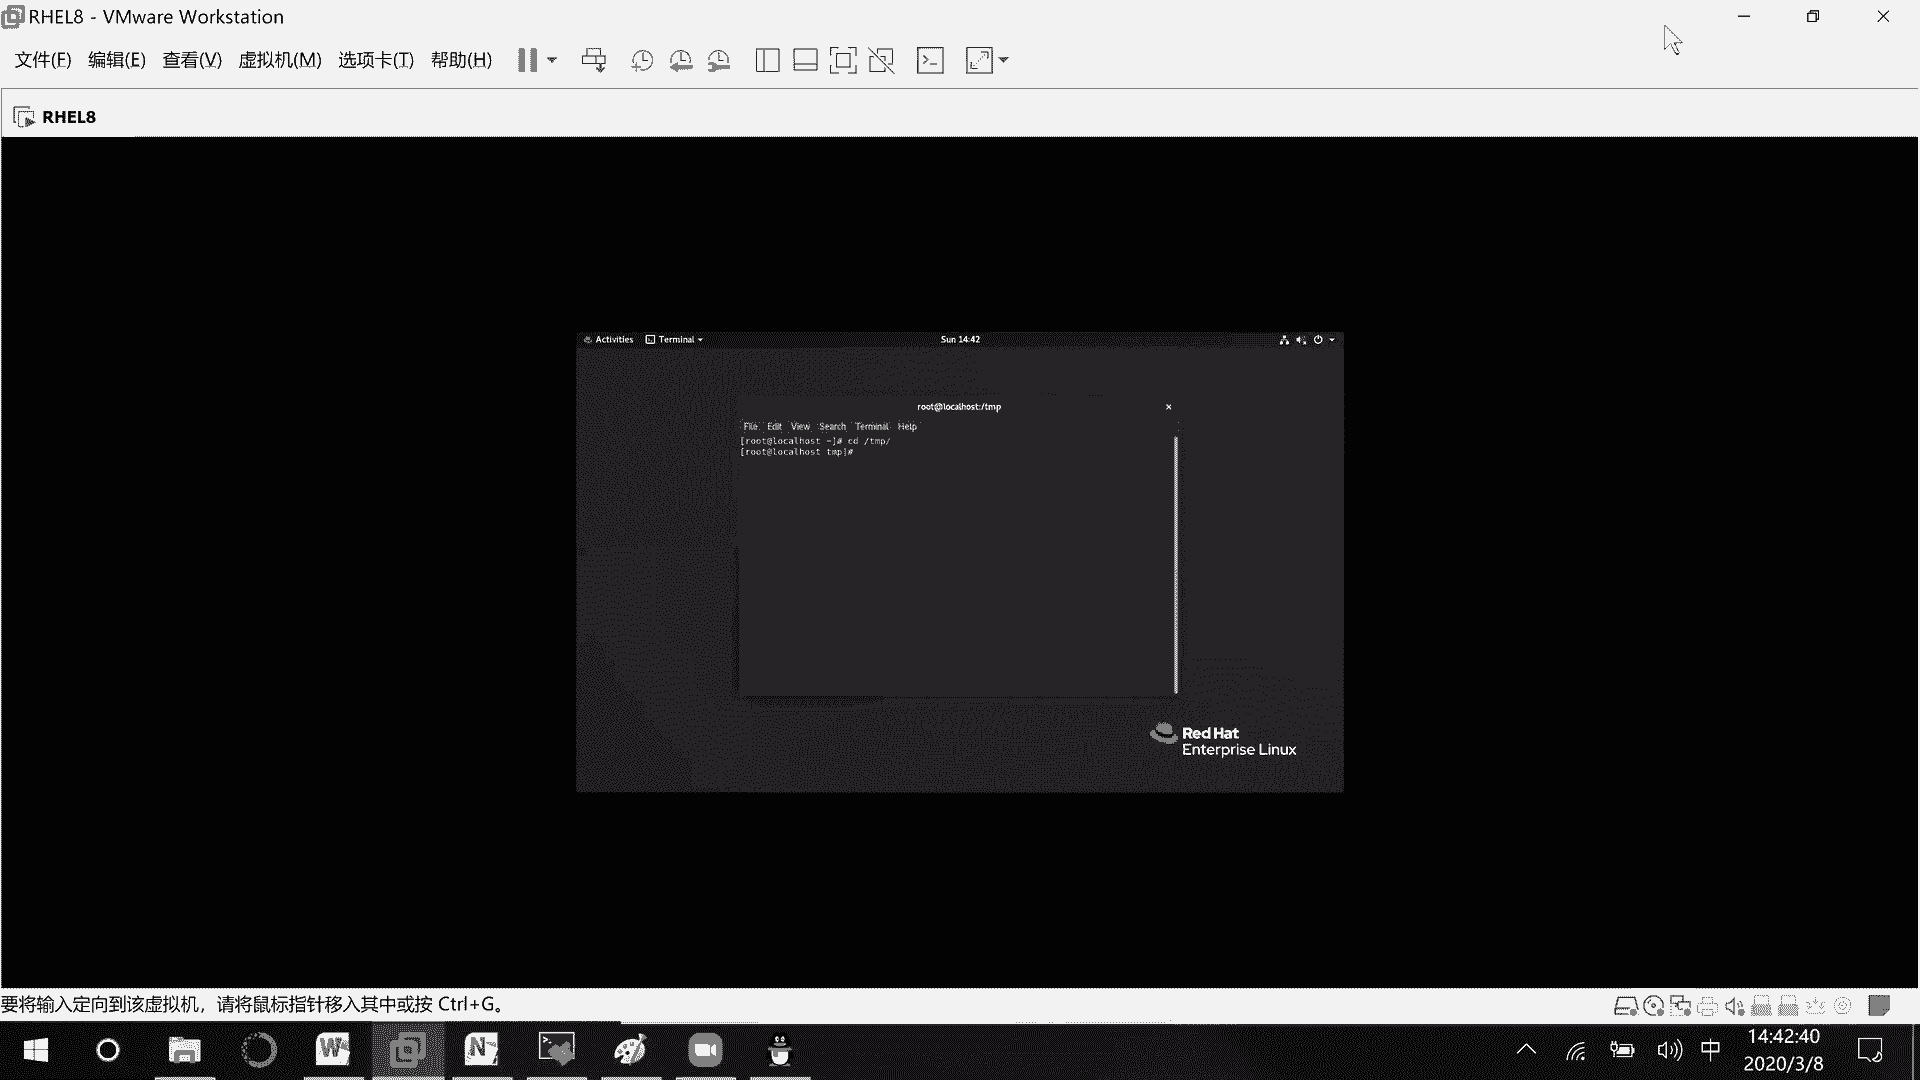 RHEL8 - VMware Workstation
文件(F) 编辑(E) 查看(V) 虚拟机(M) 选项卡(T) 帮助(H)
RHEL8
Activities Terminal Sun 14:42
root@localhost:/tmp
File Edit View Search Terminal Help
[root@localhost ~]# cd /tmp/
[root@localhost tmp]#
Red Hat
Enterprise Linux
要将输入定向到该虚拟机，请将鼠标指针移入其中或按 Ctrl+G。
中
14:42:40
2020/3/8